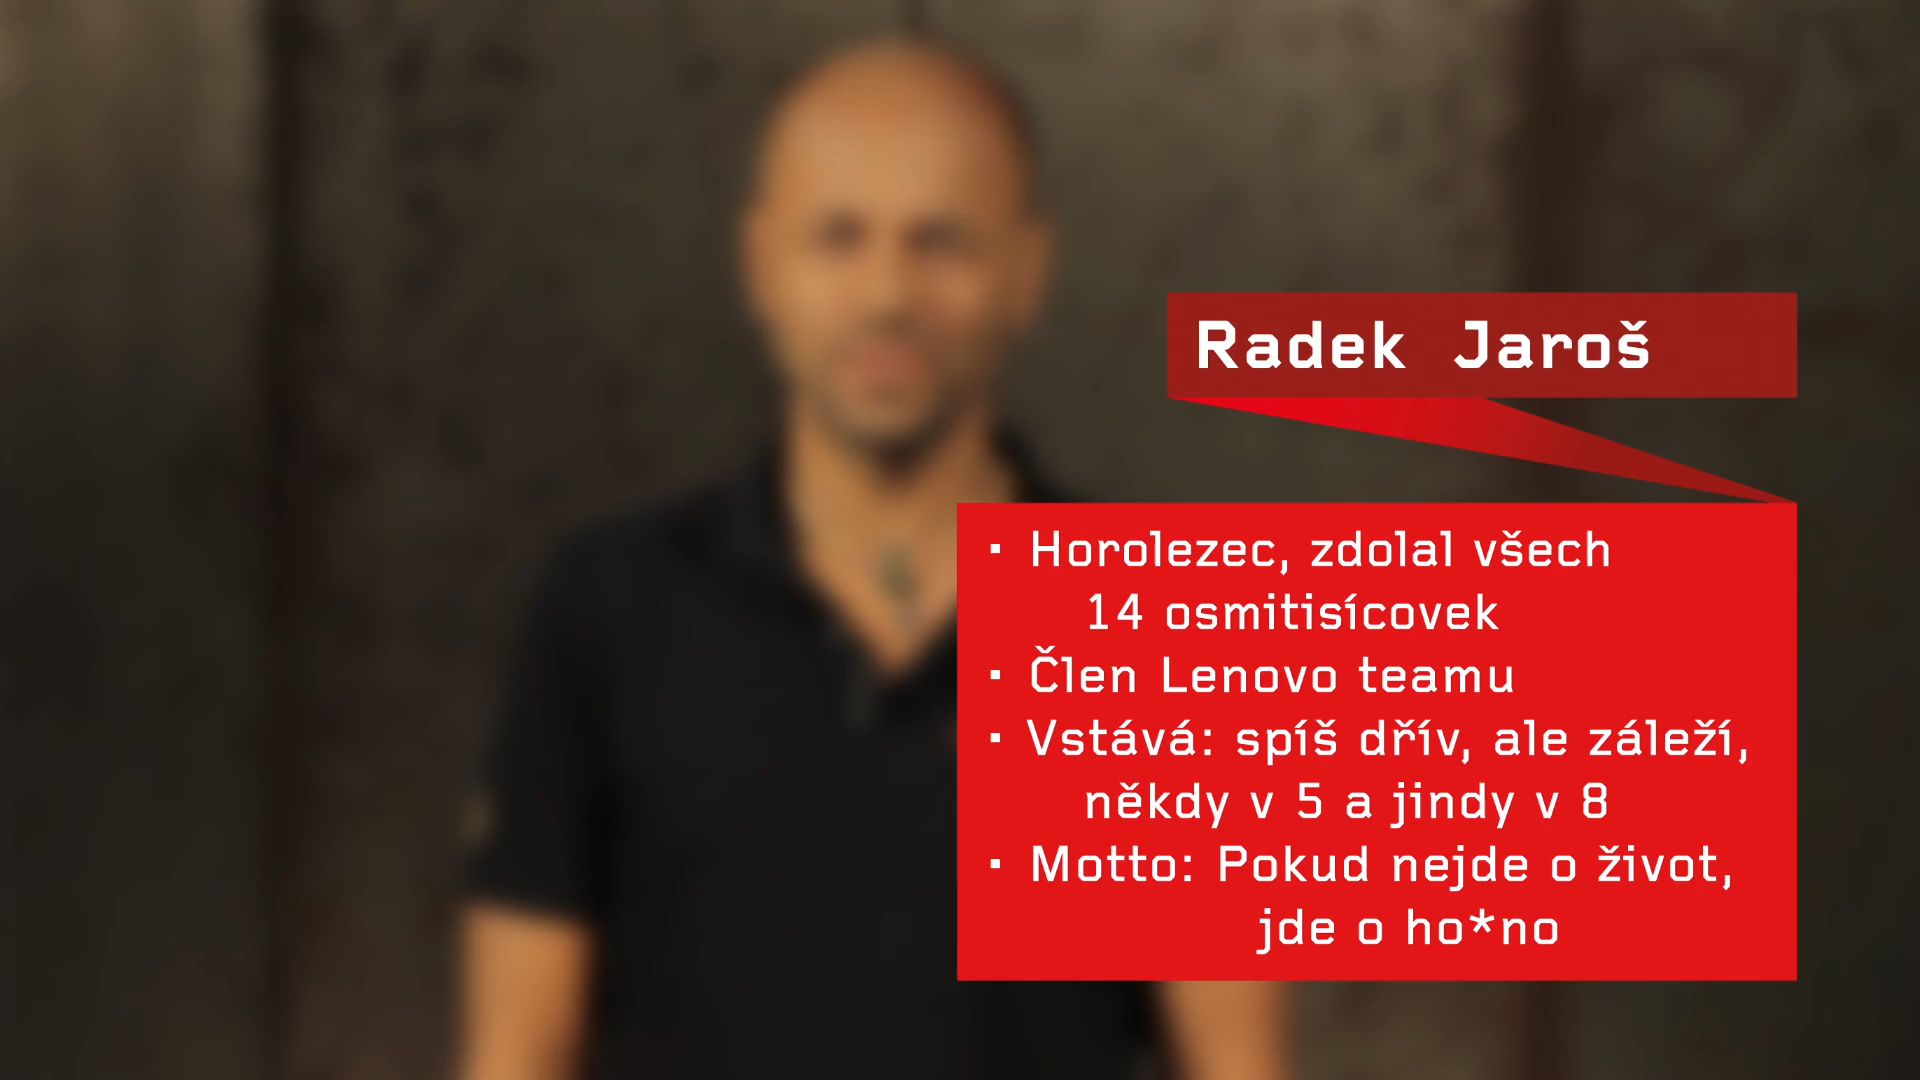 Radek Jaroš
▪ Horolezec, zdolal všech
14 osmitisícovek
▪ Člen Lenovo teamu
▪ Vstává: spíš dřív, ale záleží,
někdy v 5 a jindy v 8
▪ Motto: Pokud nejde o život,
jde o ho*no